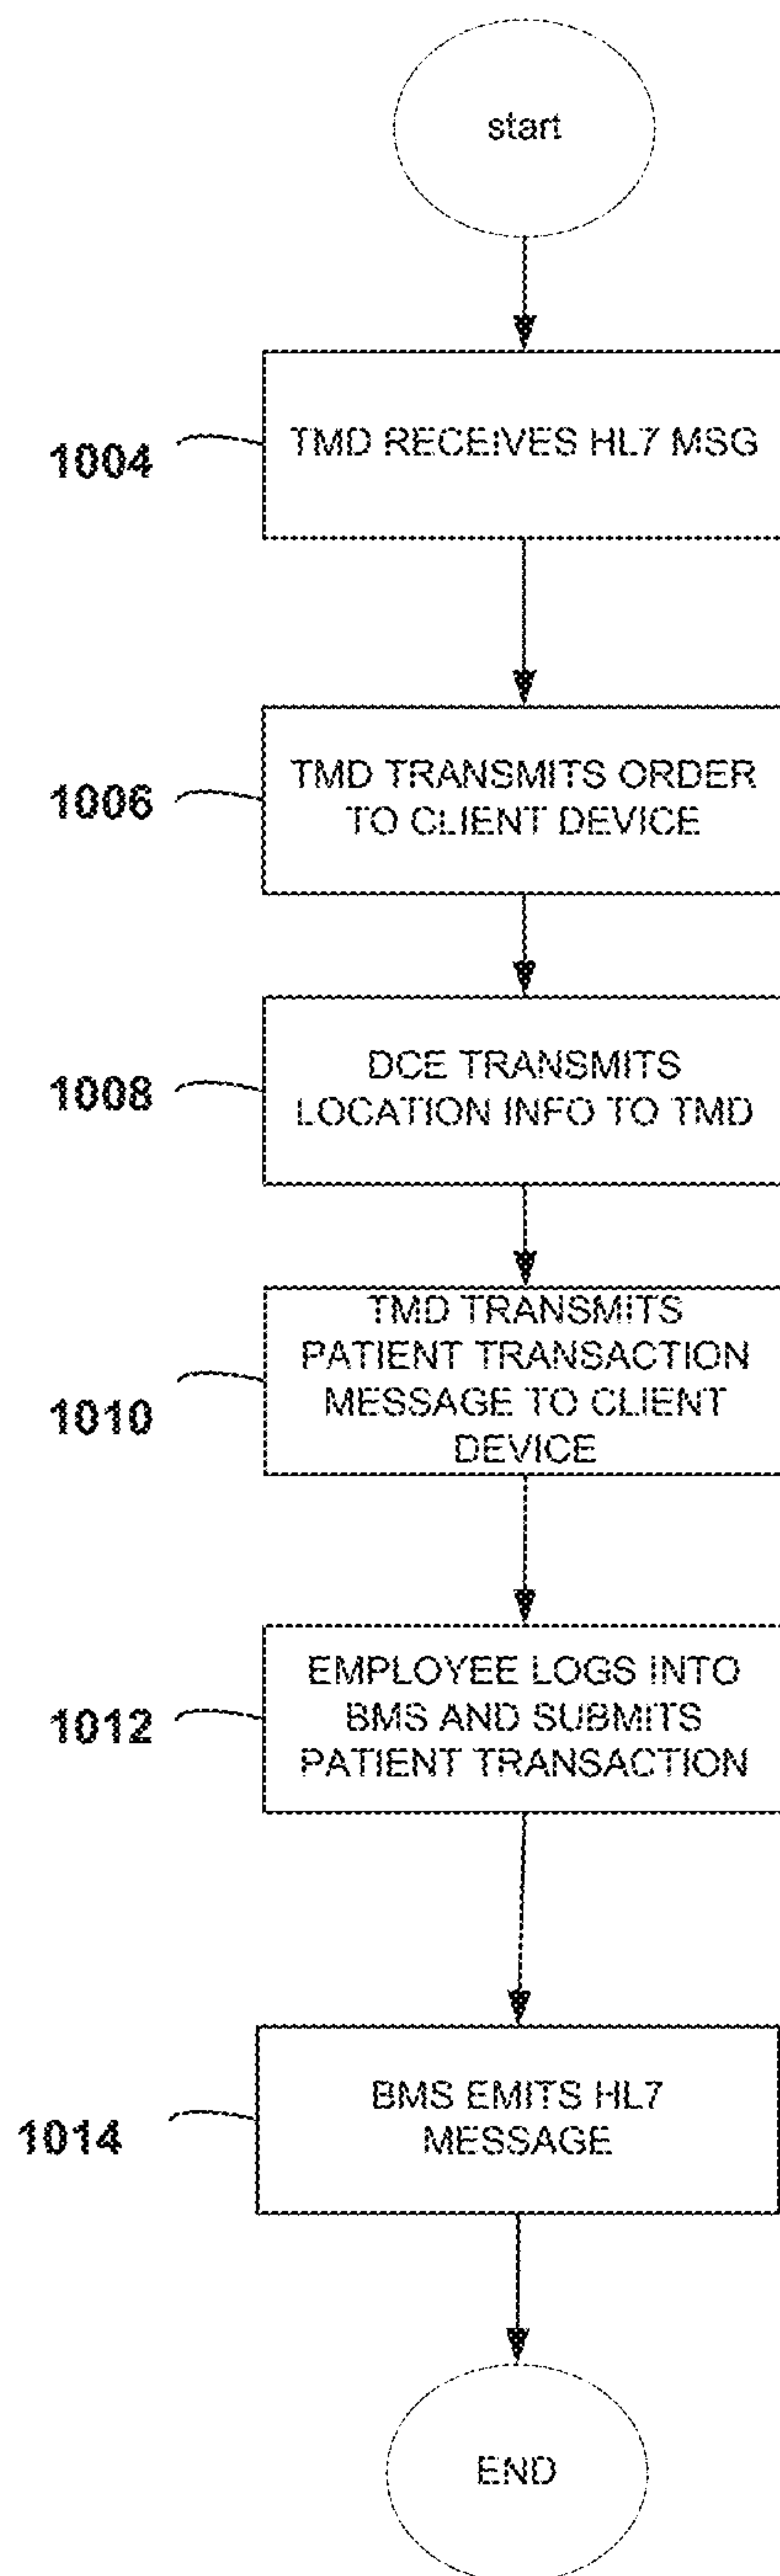 start
1004
TMD RECEIVES HL7 MSG
1006
TMD TRANSMITS ORDER
TO CLIENT DEVICE
1008
DCE TRANSMITS
LOCATION INFO TO TMD
1010
TMD TRANSMITS
PATIENT TRANSACTION
MESSAGE TO CLIENT
DEVICE
1012
EMPLOYEE LOGS INTO
BMS AND SUBMITS
PATIENT TRANSACTION
1014
BMS EMITS HL7
MESSAGE
END